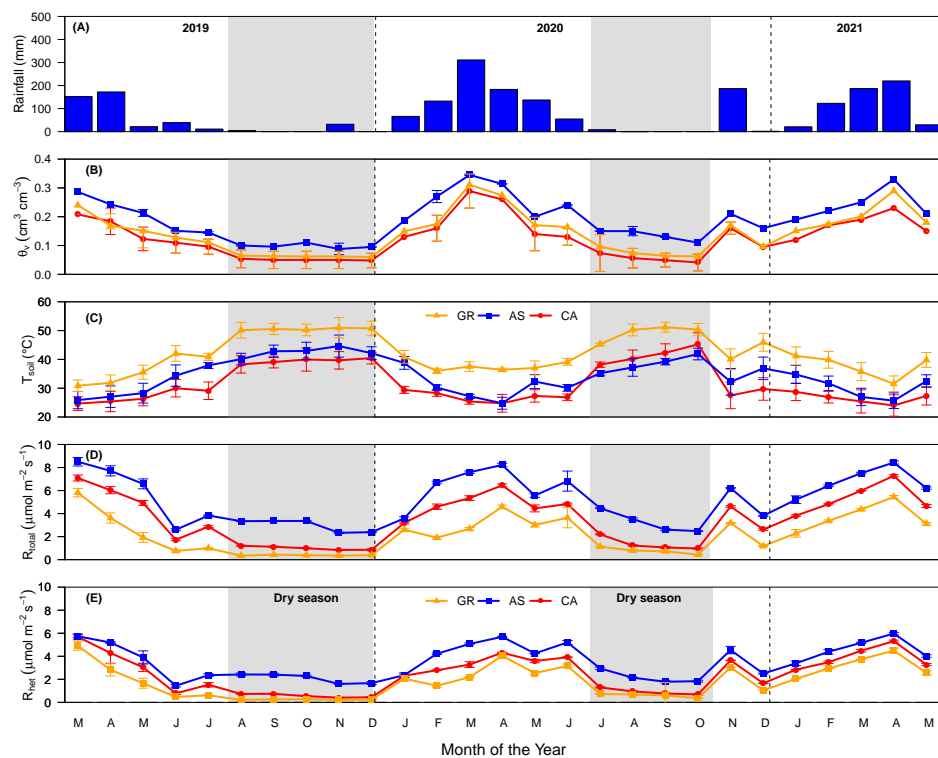 (A) 2019 2020 2021
500
400
300
200
100
0
Rainfall (mm)
(B)
0.4
0.3
0.2
0.1
0.0
θv (cm³ cm⁻³)
(C) GR AS CA
60
50
40
30
20
Tsoil (°C)
(D)
10
8
6
4
2
0
Rtotal (µmol m⁻² s⁻¹)
(E) Dry season GR AS CA Dry season
10
8
6
4
2
0
Rhet (µmol m⁻² s⁻¹)
M A M J J A S O N D J F M A M J J A S O N D J F M A M
Month of the Year